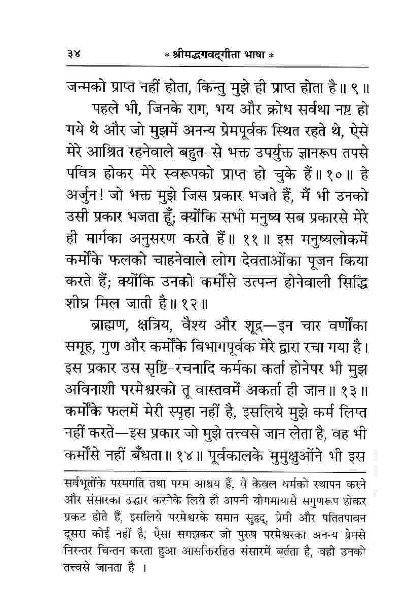 ३४
* श्रीमद्भगवद्‌गीता भाषा *
जन्मको प्राप्त नहीं होता, किन्तु मुझे ही प्राप्त होता है॥ ९॥
पहले भी, जिनके राग, भय और क्रोध सर्वथा नष्ट हो
गये थे और जो मुझमें अनन्य प्रेमपूर्वक स्थित रहते थे, ऐसे
मेरे आश्रित रहनेवाले बहुत-से भक्त उपर्युक्त ज्ञानरूप तपसे
पवित्र होकर मेरे स्वरूपको प्राप्त हो चुके हैं॥ १०॥ हे
अर्जुन! जो भक्त मुझे जिस प्रकार भजते हैं, मैं भी उनको
उसी प्रकार भजता हूँ; क्योंकि सभी मनुष्य सब प्रकारसे मेरे
ही मार्गका अनुसरण करते हैं॥ ११॥ इस मनुष्यलोकमें
कर्मोंके फलको चाहनेवाले लोग देवताओंका पूजन किया
करते हैं; क्योंकि उनको कर्मोंसे उत्पन्न होनेवाली सिद्धि
शीघ्र मिल जाती है॥ १२॥
ब्राह्मण, क्षत्रिय, वैश्य और शूद्र—इन चार वर्णोंका
समूह, गुण और कर्मोंके विभागपूर्वक मेरे द्वारा रचा गया है।
इस प्रकार उस सृष्टि-रचनादि कर्मका कर्ता होनेपर भी मुझ
अविनाशी परमेश्वरको तू वास्तवमें अकर्ता ही जान॥ १३॥
कर्मोंके फलमें मेरी स्पृहा नहीं है, इसलिये मुझे कर्म लिप्त
नहीं करते—इस प्रकार जो मुझे तत्त्वसे जान लेता है, वह भी
कर्मोंसे नहीं बँधता॥ १४॥ पूर्वकालके मुमुक्षुओंने भी इस
सर्वभूतोंके परमगति तथा परम आश्रय हैं, वे केवल धर्मको स्थापन करने
और संसारका उद्धार करनेके लिये ही अपनी योगमायासे सगुणरूप होकर
प्रकट होते हैं, इसलिये परमेश्वरके समान सुहृद्, प्रेमी और पतितपावन
दूसरा कोई नहीं है, ऐसा समझकर जो पुरुष परमेश्वरका अनन्य प्रेमसे
निरन्तर चिन्तन करता हुआ आसक्तिरहित संसारमें बर्तता है, वही उनको
तत्त्वसे जानता है ।